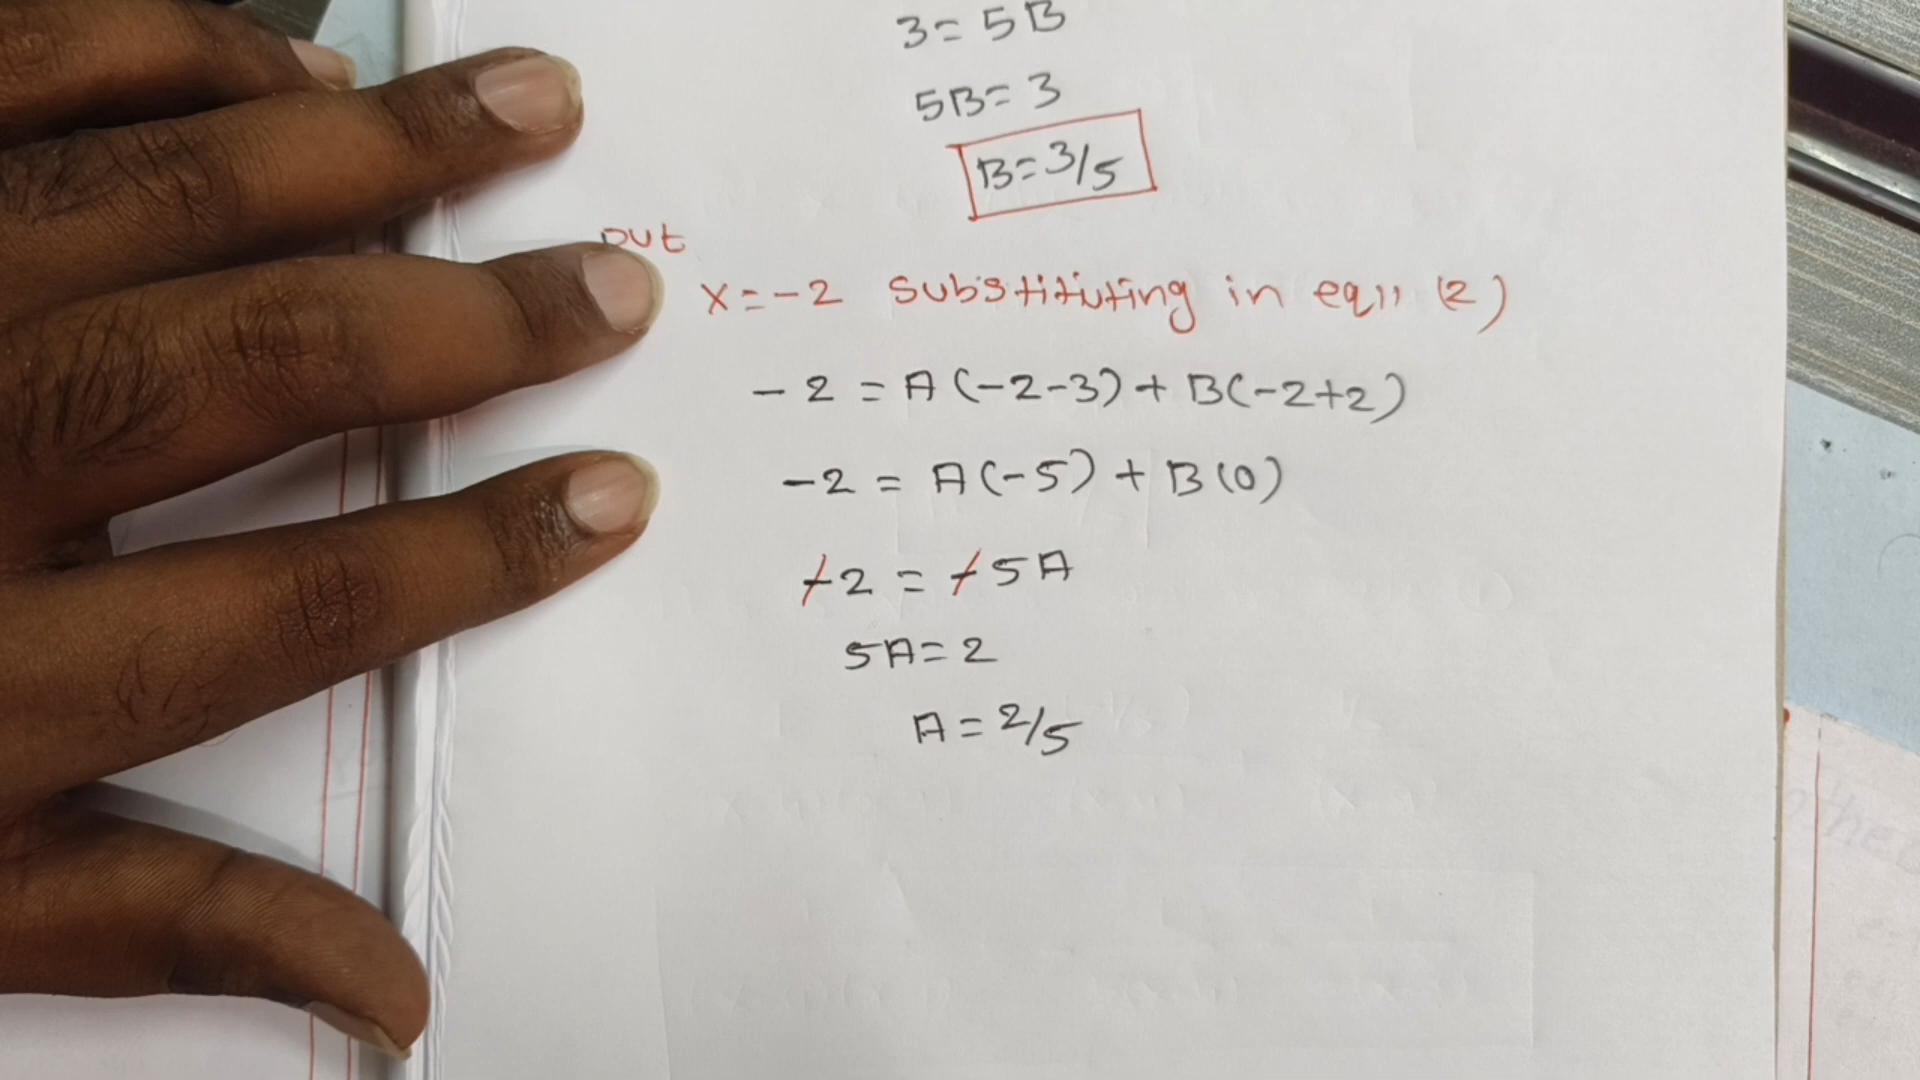 3 = 5B
5B = 3
B = 3/5
put
x = -2 substituting in eqn (2)
-2 = A(-2-3) + B(-2+2)
-2 = A(-5) + B(0)
-2 = -5A
5A = 2
A = 2/5